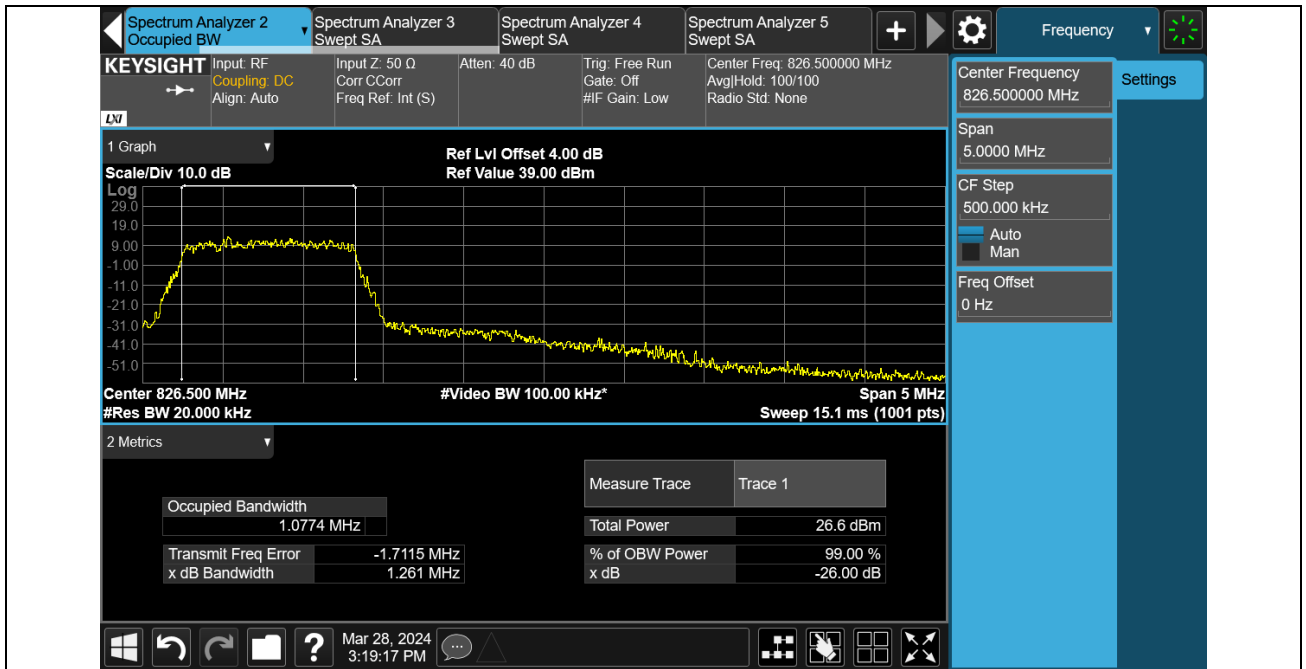 Spectrum Analyzer 2
Occupied BW
Spectrum Analyzer 3
Swept SA
Spectrum Analyzer 4
Swept SA
Spectrum Analyzer 5
Swept SA
+
Frequency
KEYSIGHT
LXI
Input: RF
Coupling: DC
Align: Auto
Input Z: 50 Ω
Corr CCorr
Freq Ref: Int (S)
Atten: 40 dB
Trig: Free Run
Gate: Off
#IF Gain: Low
Center Freq: 826.500000 MHz
Avg|Hold: 100/100
Radio Std: None
Center Frequency
826.500000 MHz
Settings
Span
5.0000 MHz
CF Step
500.000 kHz
Auto
Man
Freq Offset
0 Hz
1 Graph
Scale/Div 10.0 dB
Ref Lvl Offset 4.00 dB
Ref Value 39.00 dBm
Log
29.0
19.0
9.00
-1.00
-11.0
-21.0
-31.0
-41.0
-51.0
Center 826.500 MHz
#Video BW 100.00 kHz*
Span 5 MHz
#Res BW 20.000 kHz
Sweep 15.1 ms (1001 pts)
2 Metrics
Measure Trace
Trace 1
Occupied Bandwidth
1.0774 MHz
Total Power
26.6 dBm
Transmit Freq Error
-1.7115 MHz
% of OBW Power
99.00 %
x dB Bandwidth
1.261 MHz
x dB
-26.00 dB
?
Mar 28, 2024
3:19:17 PM